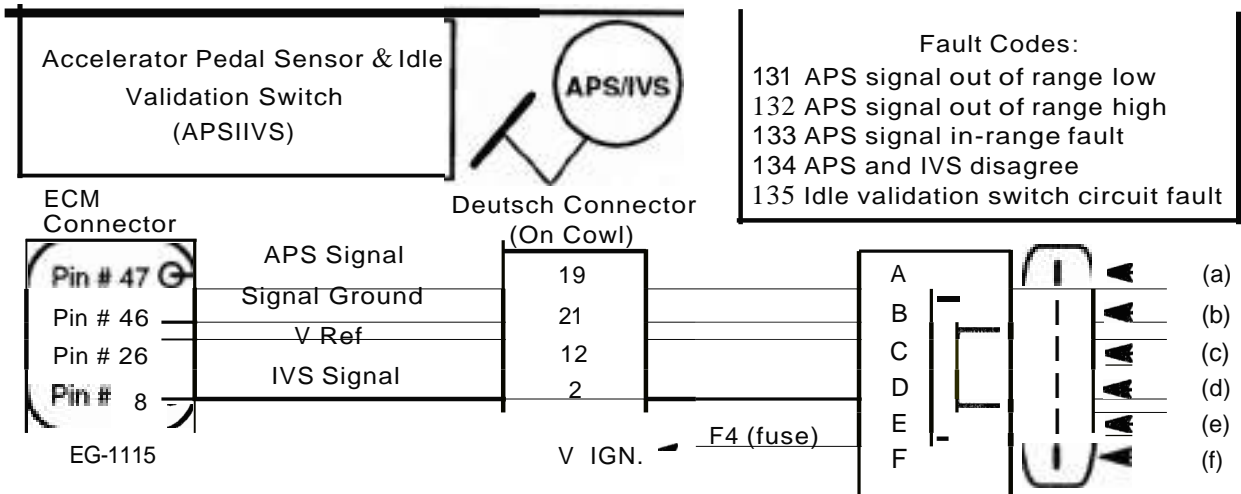 Accelerator Pedal Sensor & Idle
Validation Switch
(APSIIVS)
APS/IVS
Fault Codes:
131 APS signal out of range low
132 APS signal out of range high
133 APS signal in-range fault
134 APS and IVS disagree
135 Idle validation switch circuit fault
ECM
Connector
Deutsch Connector
(On Cowl)
Pin # 47
APS Signal
19
A
(a)
Signal Ground
Pin # 46
21
B
(b)
V Ref
Pin # 26
12
C
(c)
IVS Signal
Pin # 8
2
D
(d)
E
(e)
EG-1115
V IGN.
F4 (fuse)
F
(f)